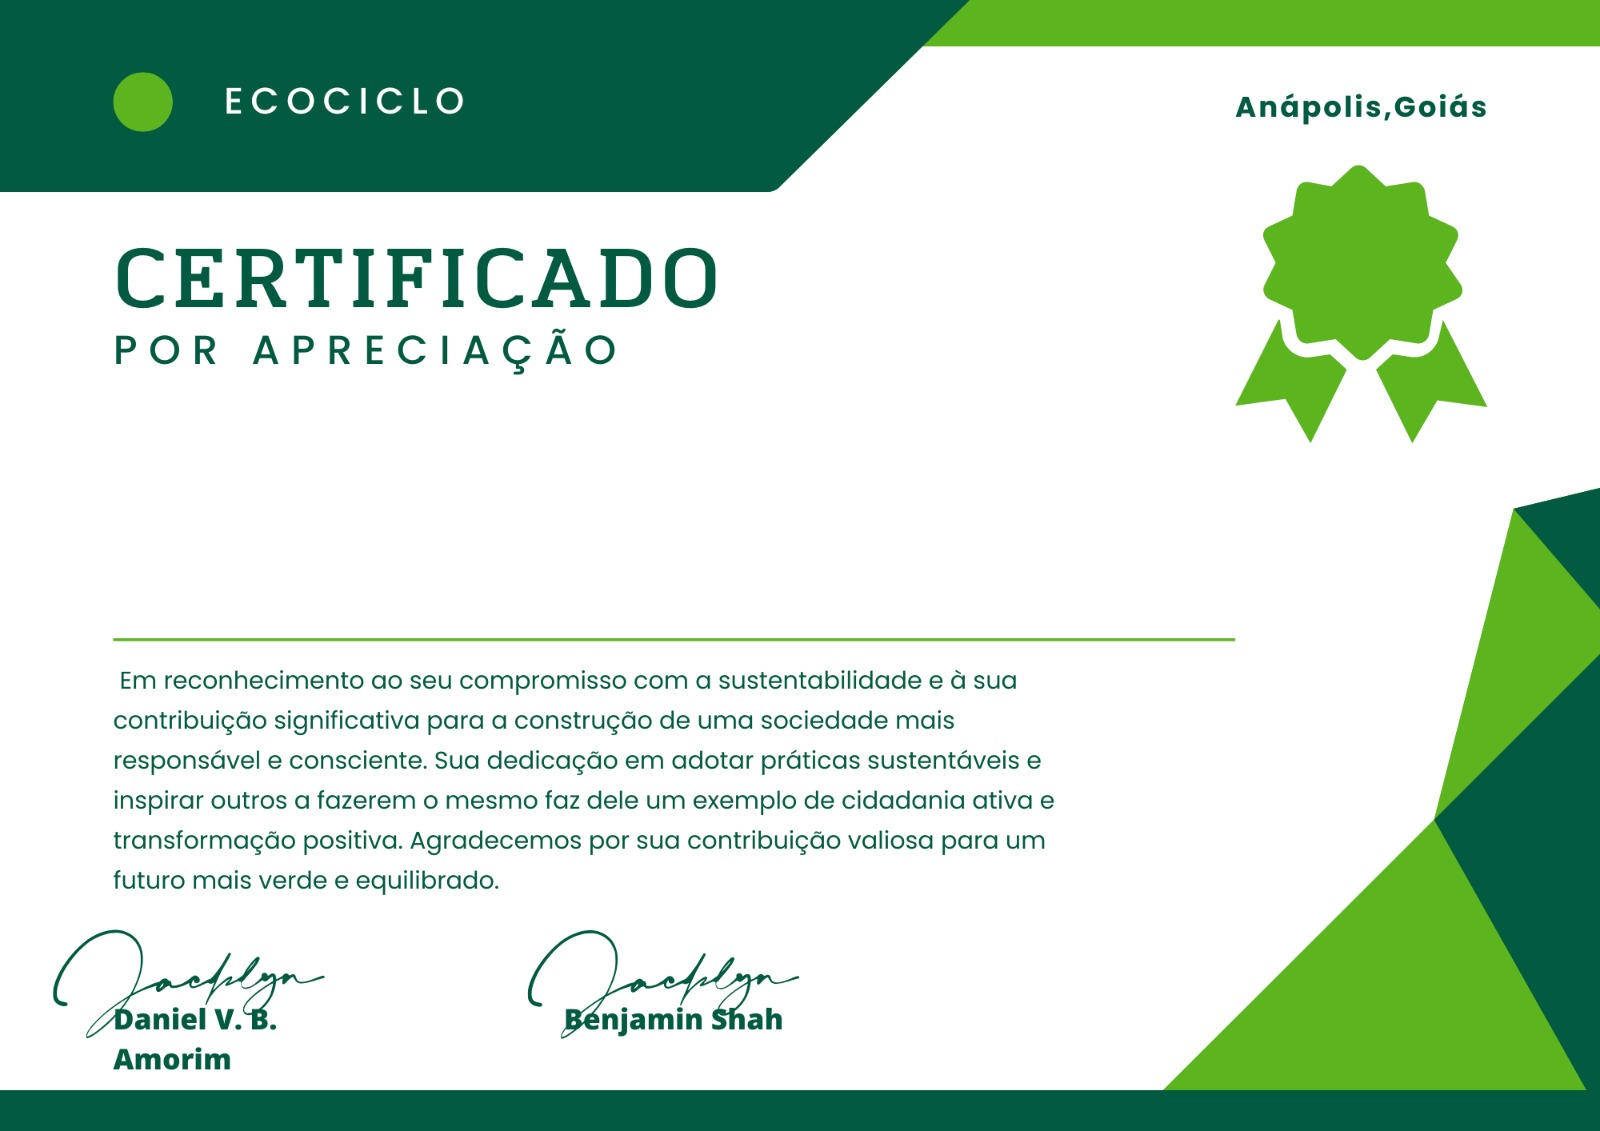 ECOCICLO
Anápolis,Goiás
CERTIFICADO
POR APRECIAÇÃO
Em reconhecimento ao seu compromisso com a sustentabilidade e à sua
contribuição significativa para a construção de uma sociedade mais
responsável e consciente. Sua dedicação em adotar práticas sustentáveis e
inspirar outros a fazerem o mesmo faz dele um exemplo de cidadania ativa e
transformação positiva. Agradecemos por sua contribuição valiosa para um
futuro mais verde e equilibrado.
Jacklyn
Jacklyn
Daniel V. B.
Amorim
Benjamin Shah